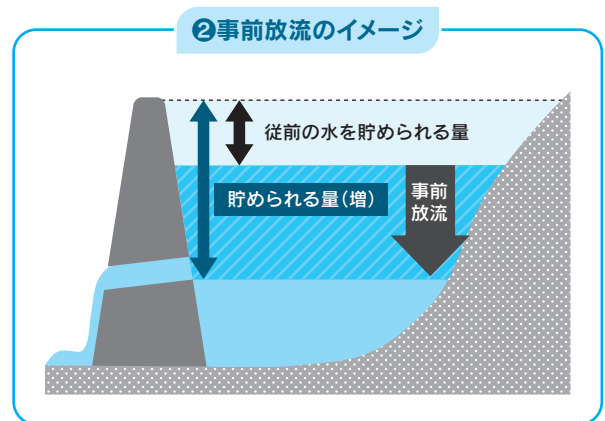 ❷事前放流のイメージ
従前の水を貯められる量
貯められる量(増)
事前
放流